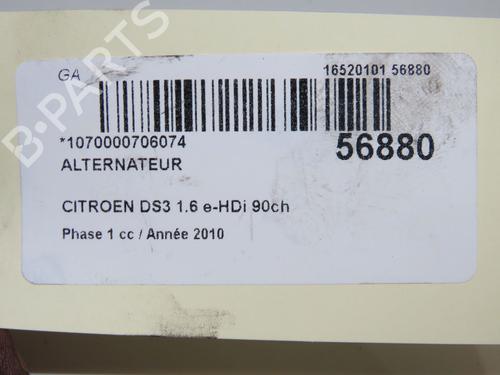 GA
16520101 56880
*1070000706074
56880
ALTERNATEUR
CITROEN DS3 1.6 e-HDi 90ch
Phase 1 cc / Année 2010
B-PARTS